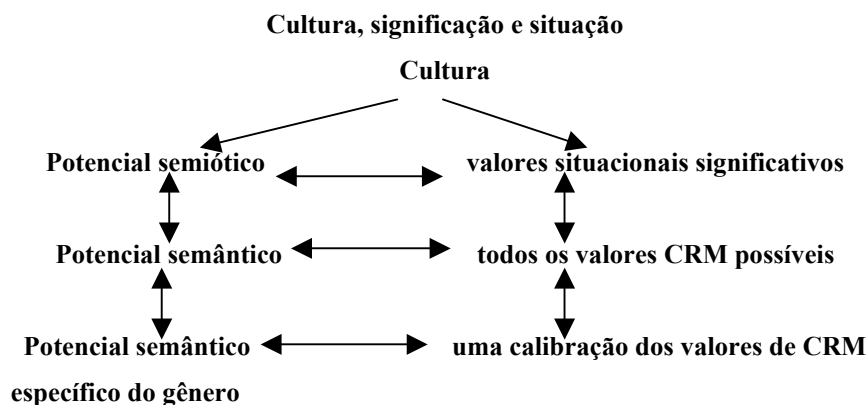 Cultura, significação e situação
Cultura
Potencial semiótico valores situacionais significativos
Potencial semântico todos os valores CRM possíveis
Potencial semântico uma calibração dos valores de CRM
específico do gênero